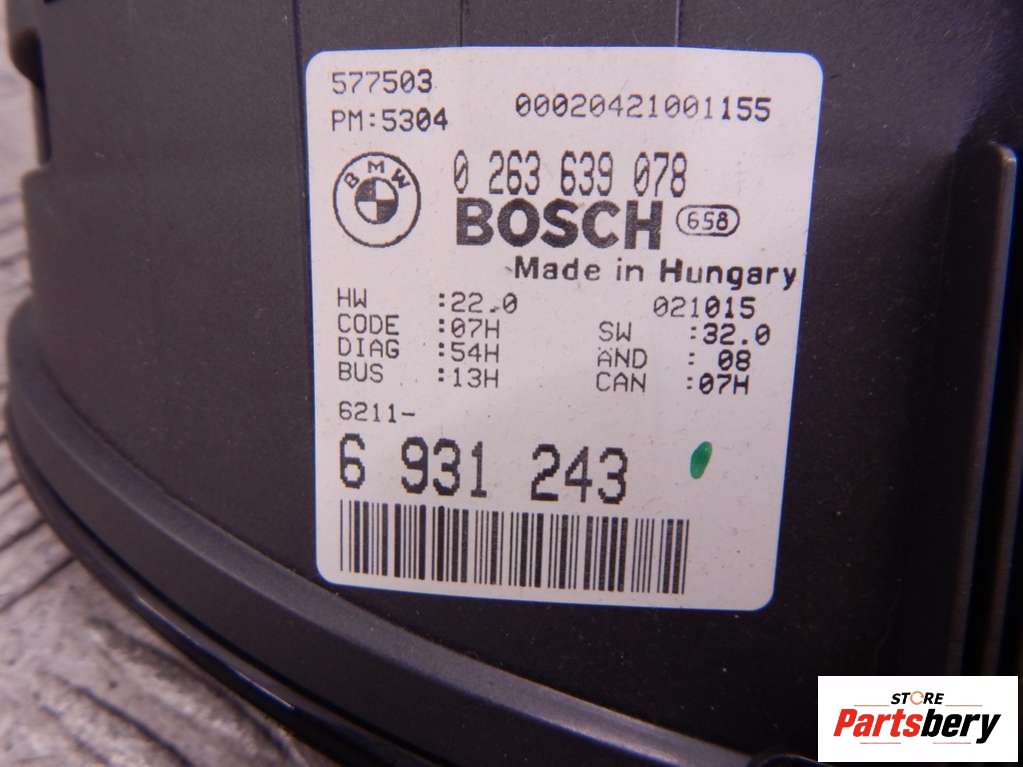 577503
00020421001155
PM:5304
BMW
0 263 639 078
BOSCH 658
Made in Hungary
HW :22.0 021015
CODE :07H SW :32.0
DIAG :54H AND : 08
BUS :13H CAN :07H
6211-
6 931 243
STORE
Partsbery